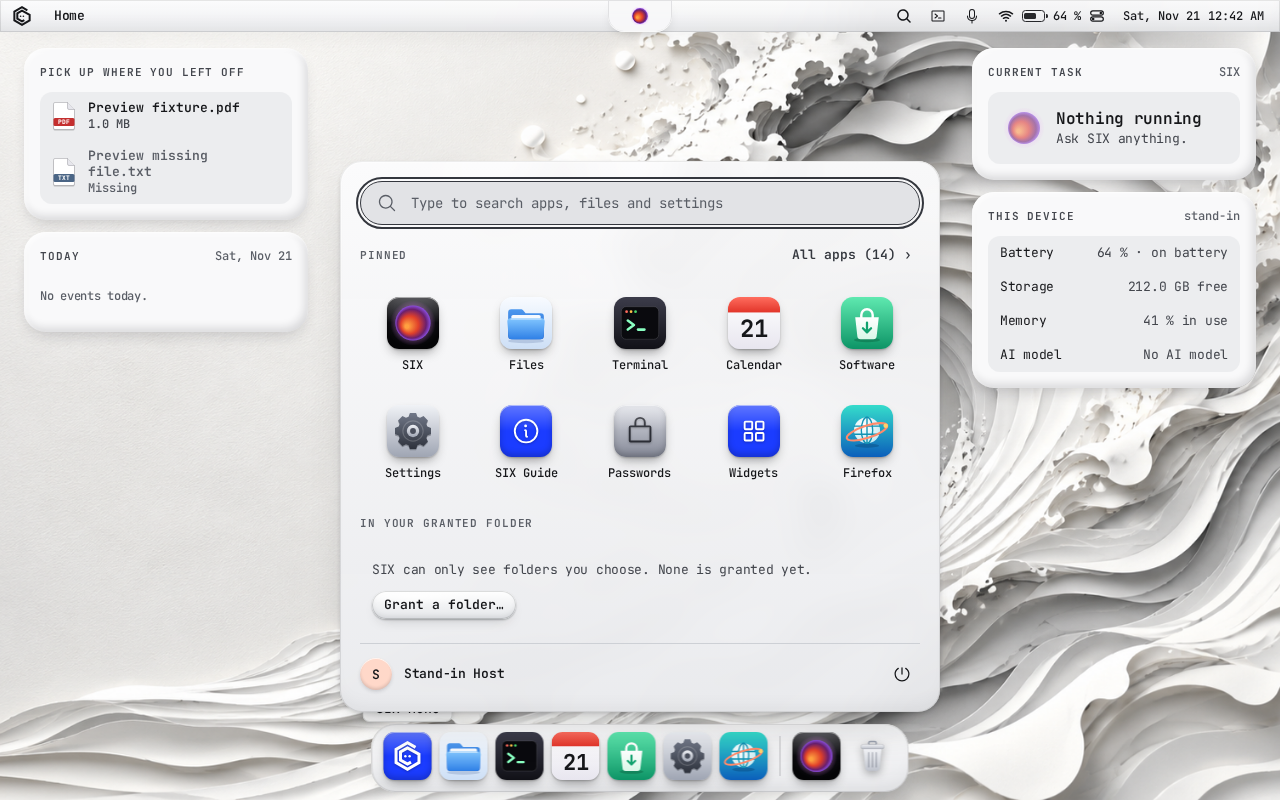 Home
64 %
Sat, Nov 21 12:42 AM
PICK UP WHERE YOU LEFT OFF
PDF
Preview fixture.pdf
1.0 MB
TXT
Preview missing
file.txt
Missing
TODAY
Sat, Nov 21
No events today.
Type to search apps, files and settings
PINNED
All apps (14) ›
21
SIX
Files
Terminal
Calendar
Software
Settings
SIX Guide
Passwords
Widgets
Firefox
IN YOUR GRANTED FOLDER
SIX can only see folders you choose. None is granted yet.
Grant a folder…
S
Stand-in Host
CURRENT TASK
SIX
Nothing running
Ask SIX anything.
THIS DEVICE
stand-in
Battery
64 % · on battery
Storage
212.0 GB free
Memory
41 % in use
AI model
No AI model
21